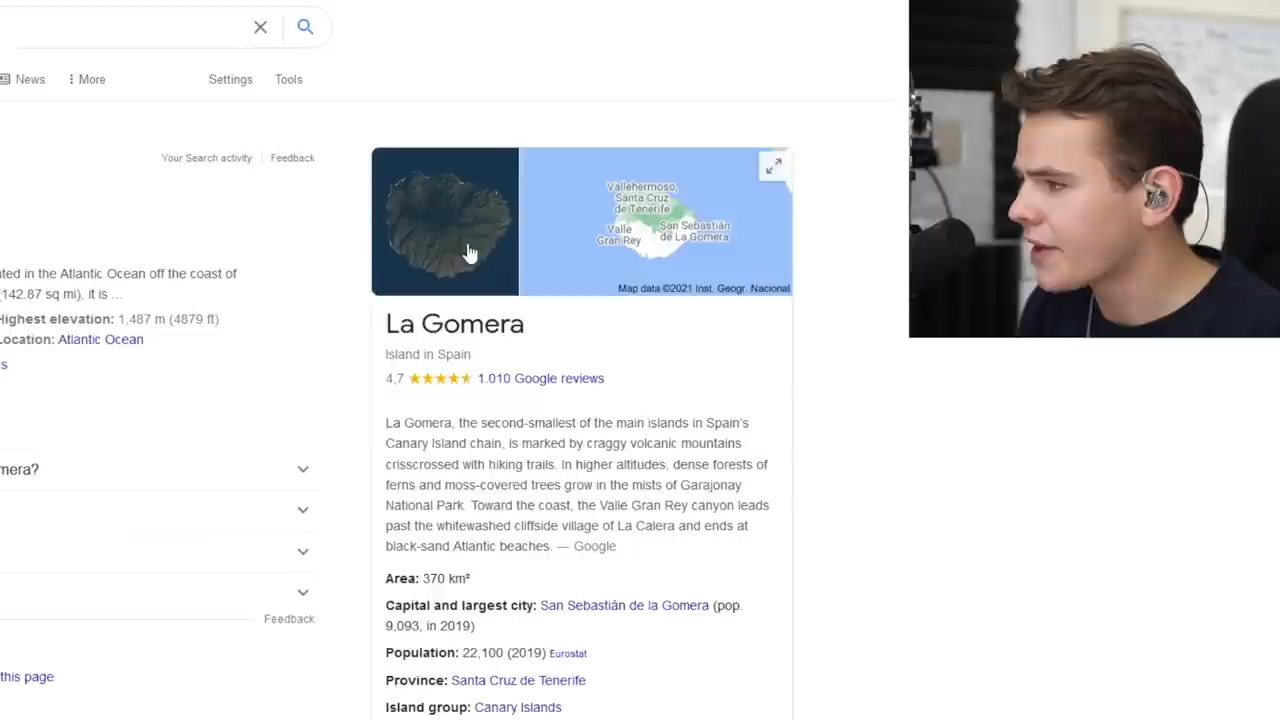 News
More
Settings
Tools
Your Search activity
Feedback
ted in the Atlantic Ocean off the coast of
142.87 sq mi), it is ...
Highest elevation: 1,487 m (4879 ft)
Location: Atlantic Ocean
s
mera?
Feedback
this page
Vallehermoso,
Santa Cruz
de Tenerife
Valle
Gran Rey
San Sebastián
de La Gomera
Map data ©2021 Inst. Geogr. Nacional
La Gomera
Island in Spain
4,7 1.010 Google reviews
La Gomera, the second-smallest of the main islands in Spain's
Canary Island chain, is marked by craggy volcanic mountains
crisscrossed with hiking trails. In higher altitudes, dense forests of
ferns and moss-covered trees grow in the mists of Garajonay
National Park. Toward the coast, the Valle Gran Rey canyon leads
past the whitewashed cliffside village of La Calera and ends at
black-sand Atlantic beaches. — Google
Area: 370 km²
Capital and largest city: San Sebastián de la Gomera (pop.
9,093, in 2019)
Population: 22,100 (2019) Eurostat
Province: Santa Cruz de Tenerife
Island group: Canary Islands